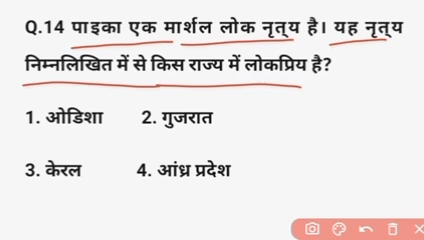 Q.14 पाइका एक मार्शल लोक नृत्य है। यह नृत्य
निम्नलिखित में से किस राज्य में लोकप्रिय है?
1. ओडिशा 2. गुजरात
3. केरल 4. आंध्र प्रदेश